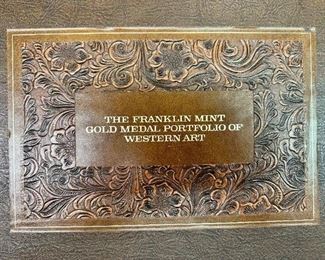 THE FRANKLIN MINT
GOLD MEDAL PORTFOLIO OF
WESTERN ART